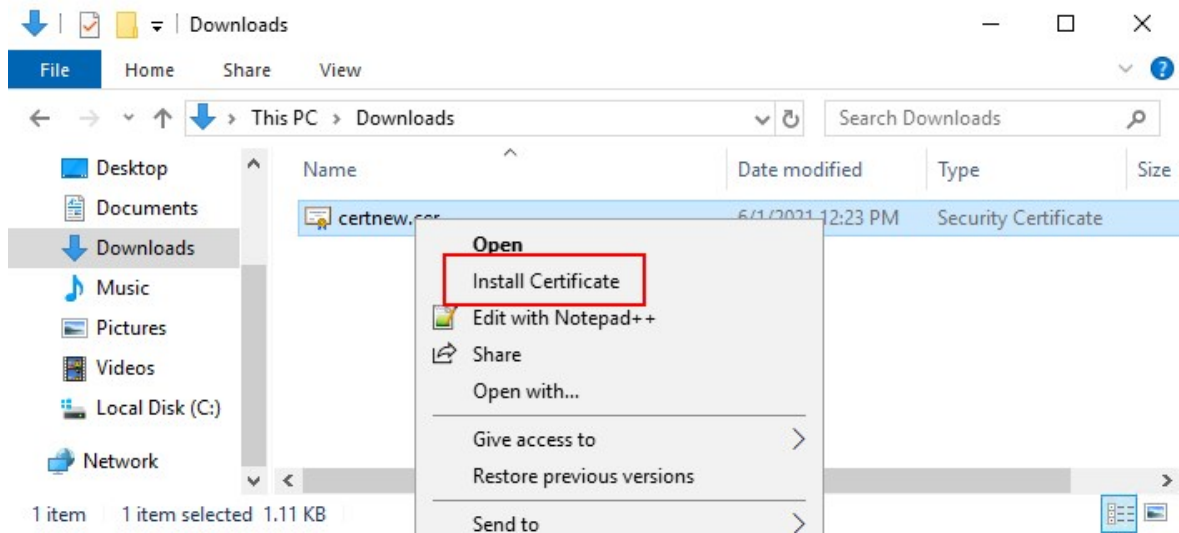 Downloads
File Home Share View
This PC > Downloads
Search Downloads
Desktop
Documents
Downloads
Music
Pictures
Videos
Local Disk (C:)
Network
Name Date modified Type Size
certnew.cer 6/1/2021 12:23 PM Security Certificate
Open
Install Certificate
Edit with Notepad++
Share
Open with...
Give access to
Restore previous versions
Send to
1 item 1 item selected 1.11 KB